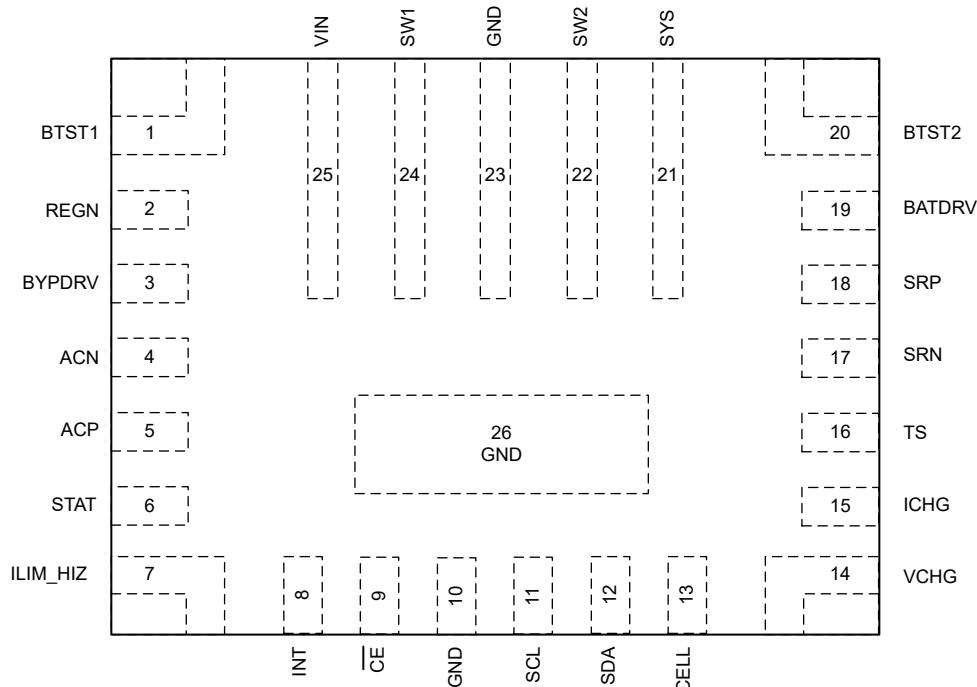 VIN SW1 GND SW2 SYS
BTST1 1 20 BTST2
25 24 23 22 21
REGN 2 19 BATDRV
BYPDRV 3 18 SRP
ACN 4 17 SRN
ACP 5 16 TS
26
GND
STAT 6 15 ICHG
ILIM_HIZ 7 14 VCHG
8 9 10 11 12 13
INT CE GND SCL SDA CELL